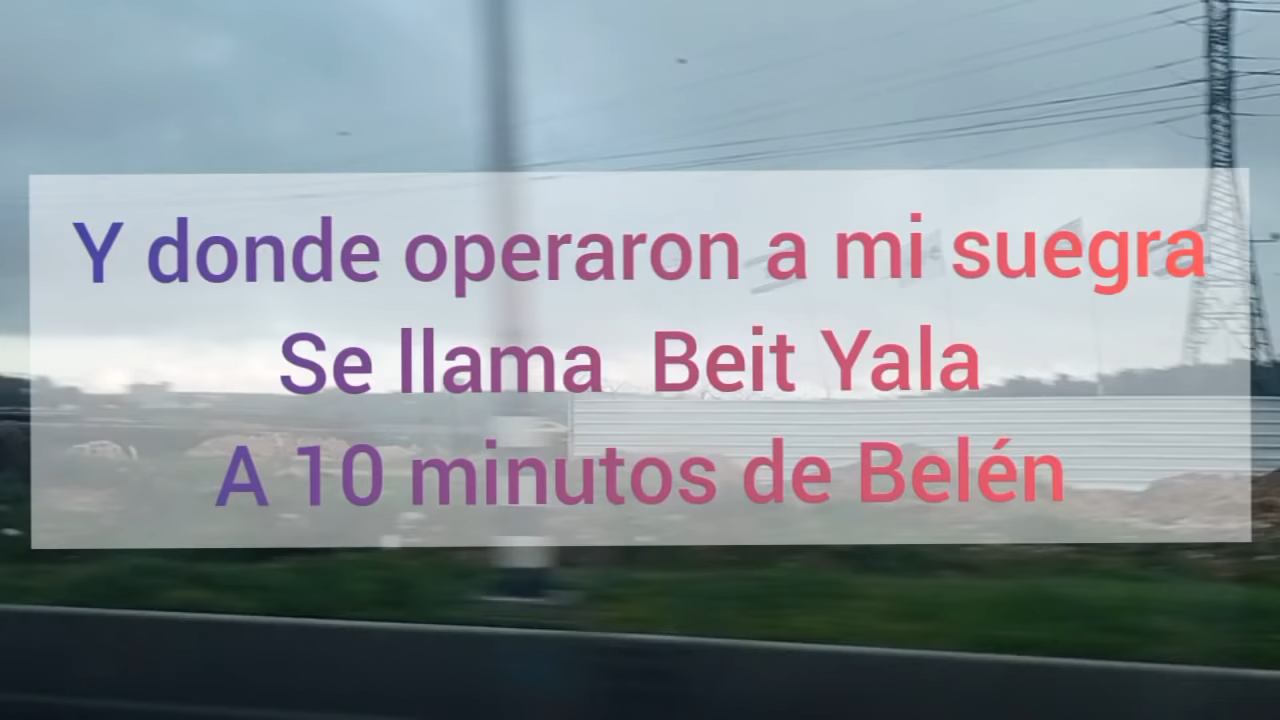 Y donde operaron a mi suegra
Se llama Beit Yala
A 10 minutos de Belén